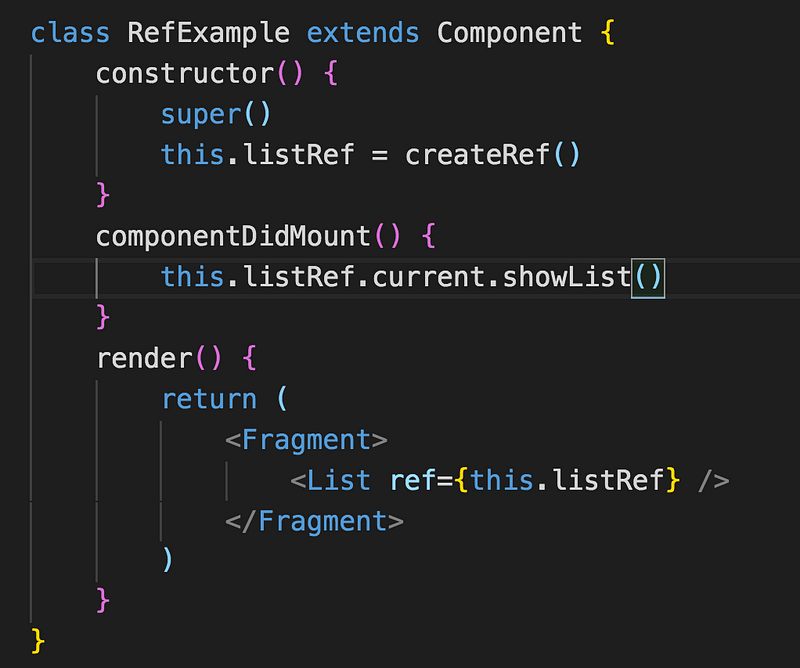 class RefExample extends Component {
    constructor() {
        super()
        this.listRef = createRef()
    }
    componentDidMount() {
        this.listRef.current.showList()
    }
    render() {
        return (
            <Fragment>
                <List ref={this.listRef} />
            </Fragment>
        )
    }
}